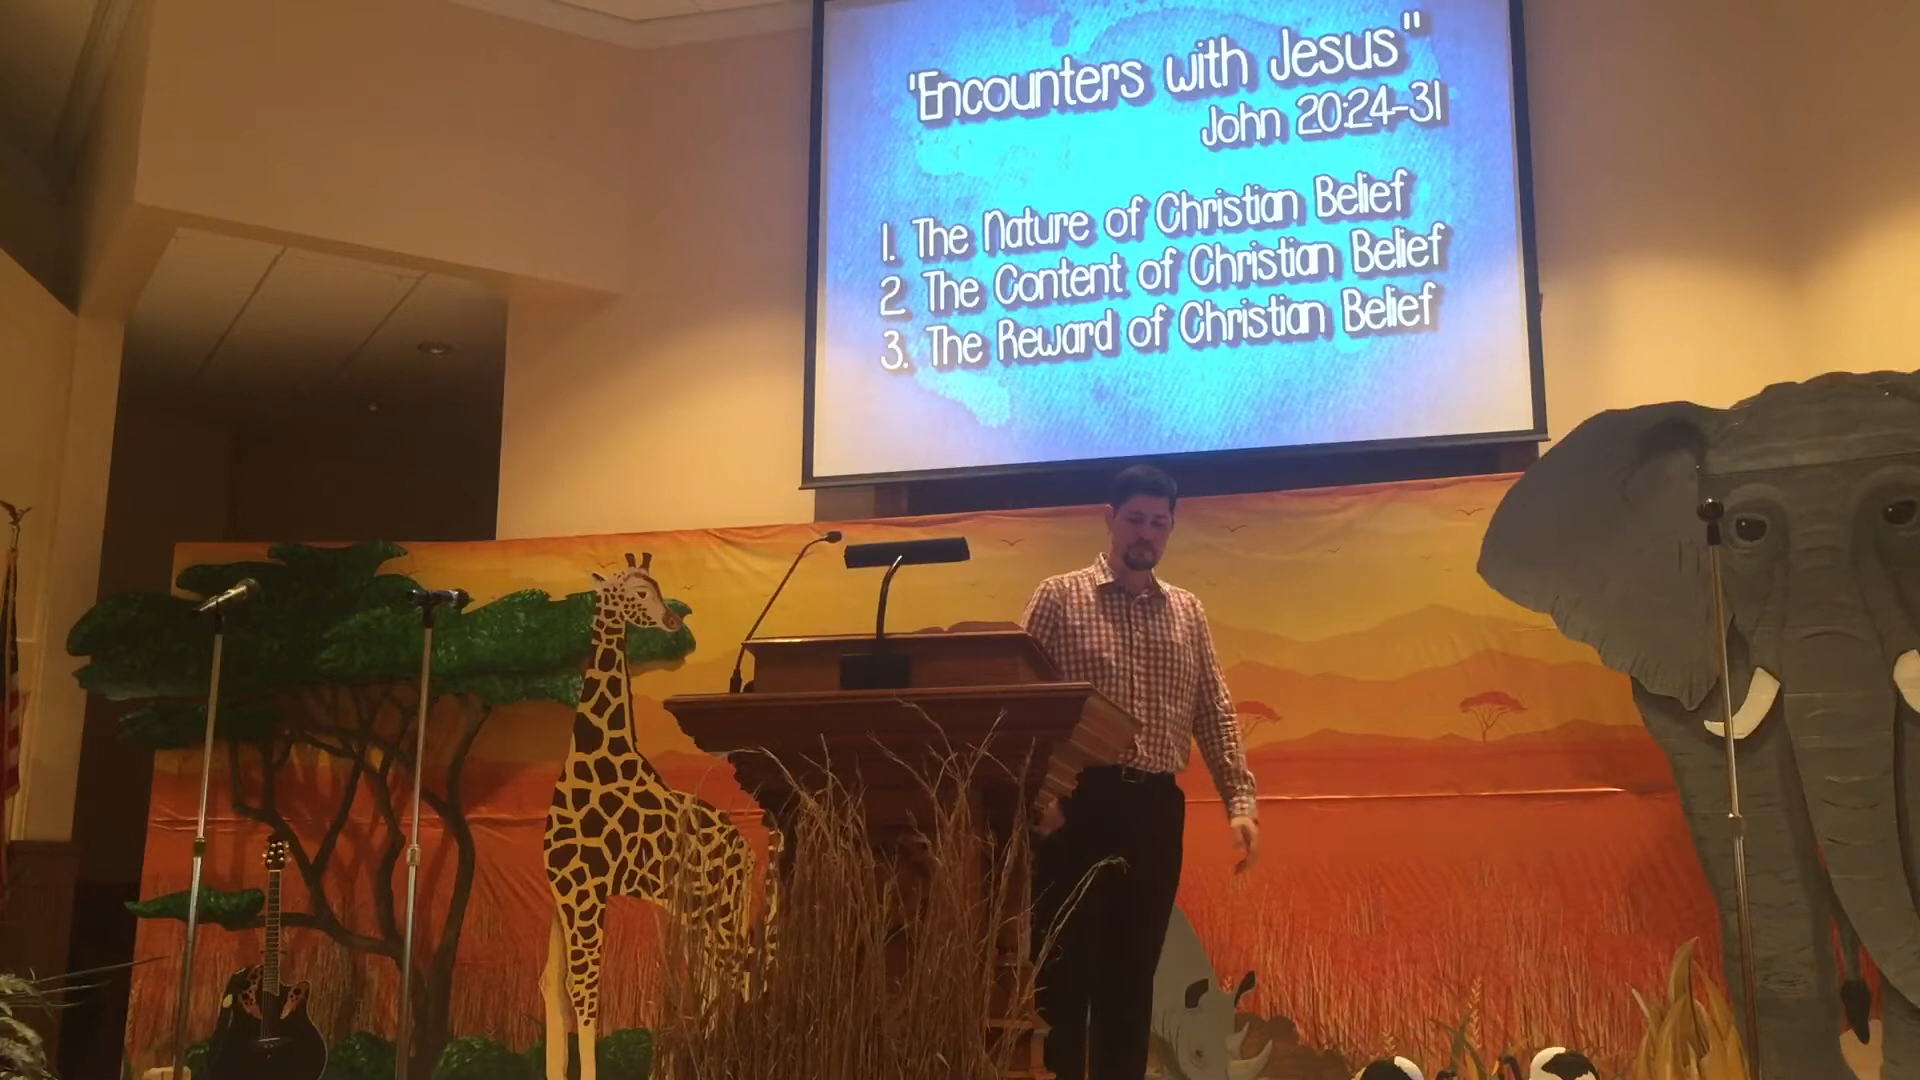 "Encounters with Jesus"
John 20:24-31
1. The Nature of Christian Belief
2. The Content of Christian Belief
3. The Reward of Christian Belief